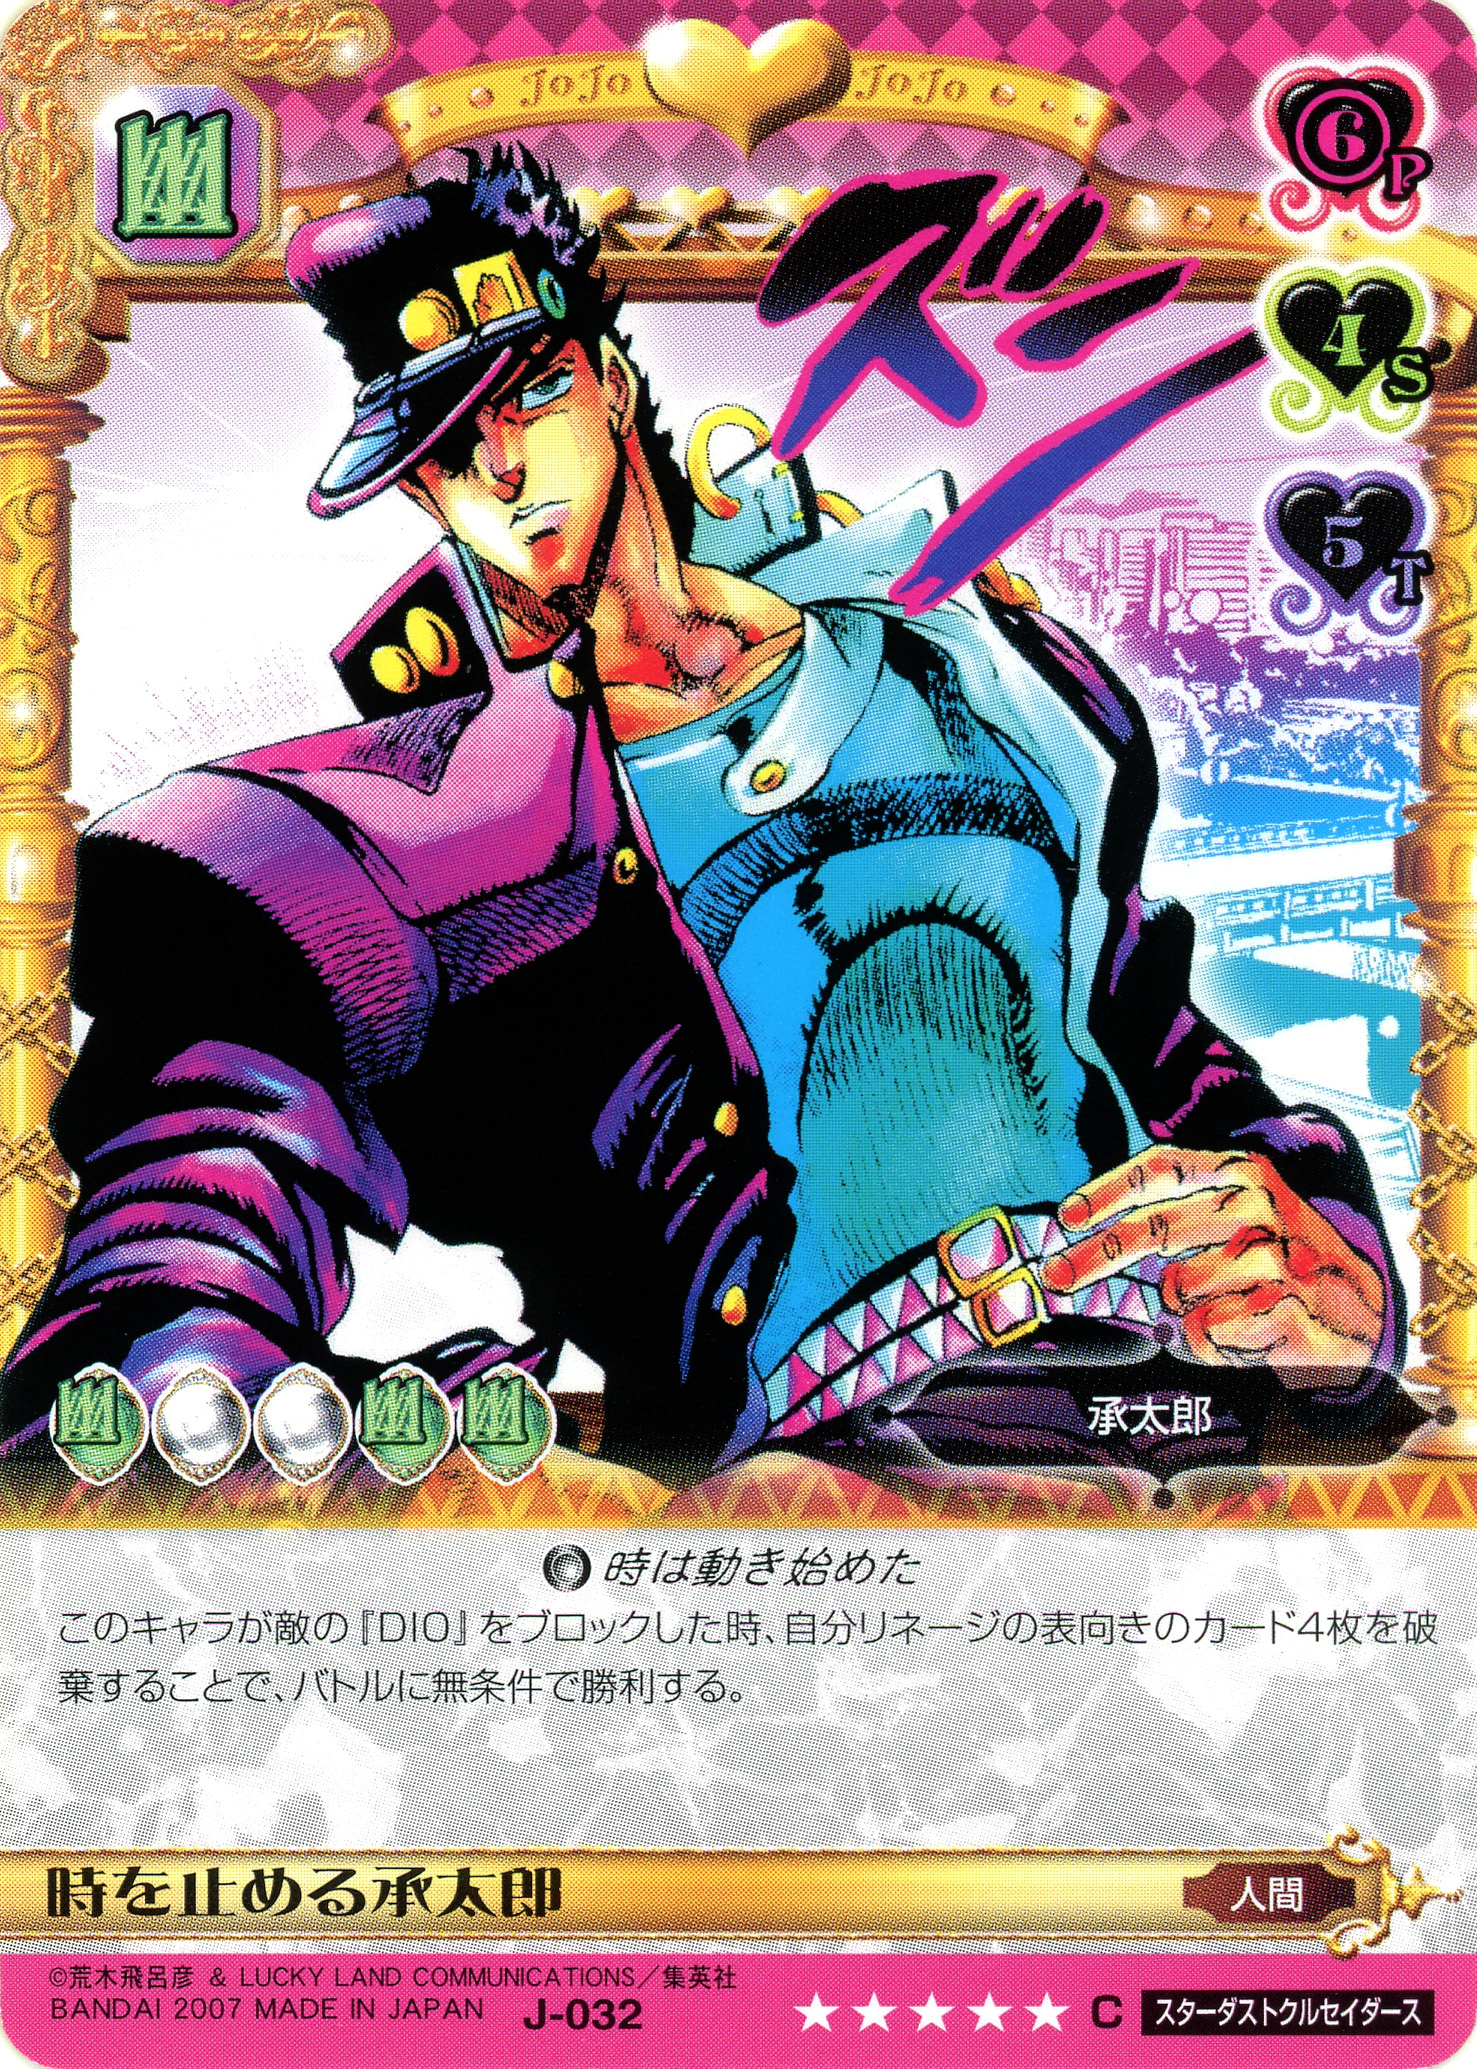 JoJo JoJo
6 P
ズン
4 S
5 T
承太郎
時は動き始めた
このキャラが敵の『DIO』をブロックした時、自分リネージの表向きのカード4枚を破
棄することで、バトルに無条件で勝利する。
時を止める承太郎
人間
©荒木飛呂彦 & LUCKY LAND COMMUNICATIONS/集英社
BANDAI 2007 MADE IN JAPAN J-032 ★★★★★ C スターダストクルセイダース